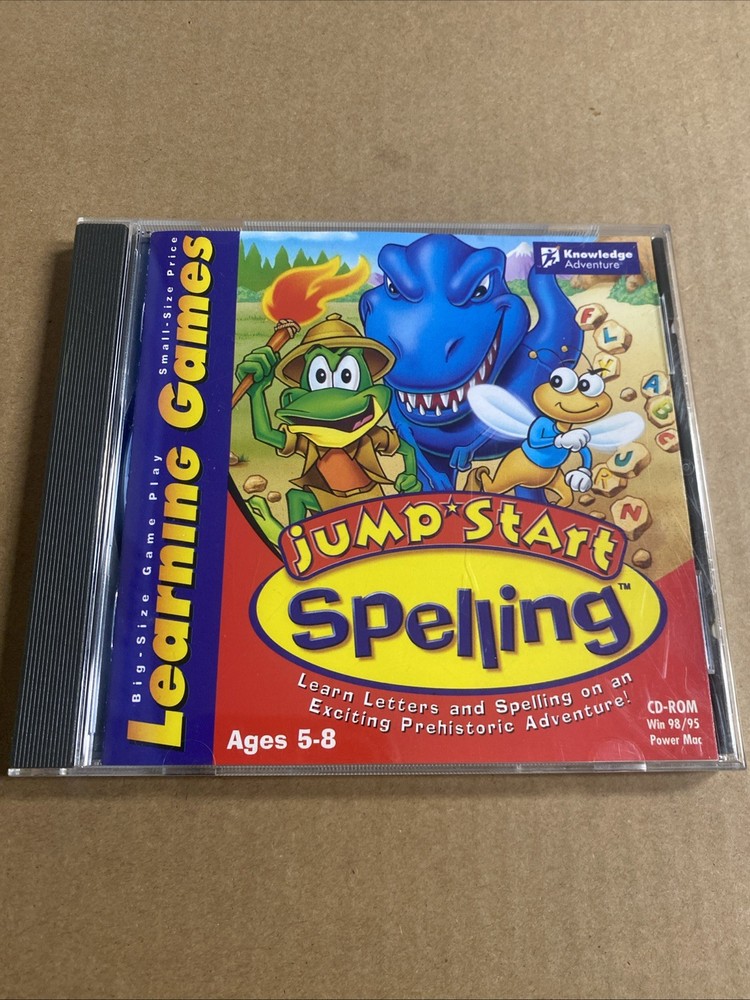 Learning Games
Big-Size Game Play Small-Size Price
Knowledge
Adventure
F
L
Y
A
B
C
R
U
N
JumpStart
Spelling™
Learn Letters and Spelling on an
Exciting Prehistoric Adventure!
Ages 5-8
CD-ROM
Win 98/95
Power Mac